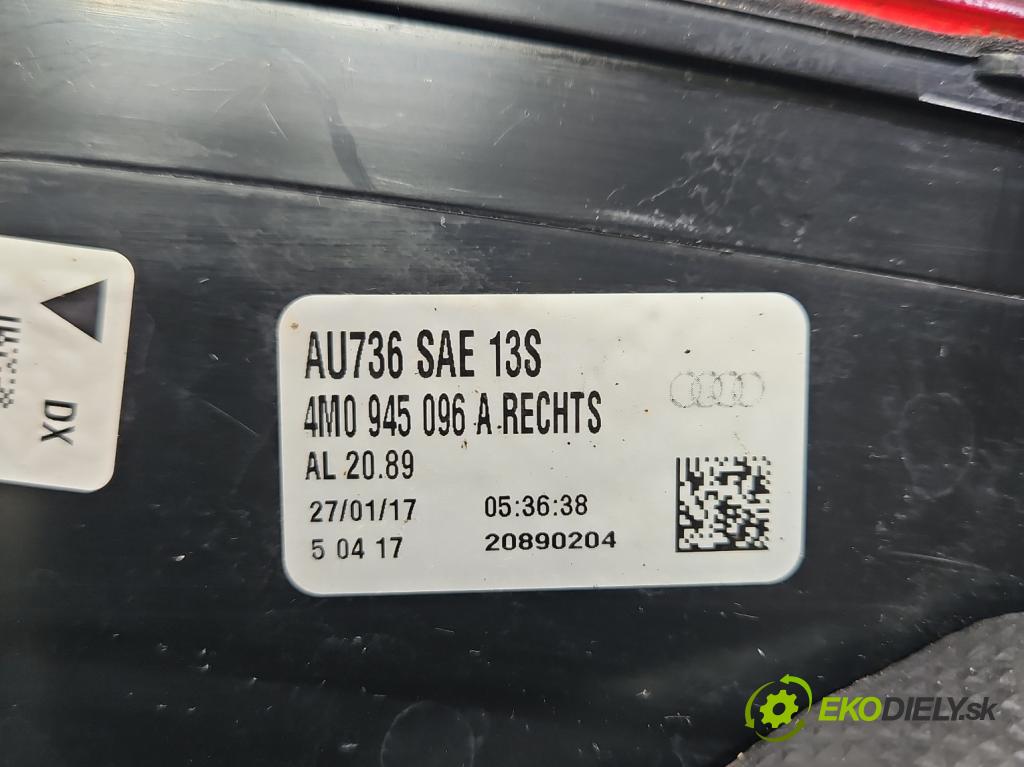 DX
AU736 SAE 13S
4M0 945 096 A RECHTS
AL 20.89
27/01/17 05:36:38
5 04 17 20890204
EKODIELY.sk